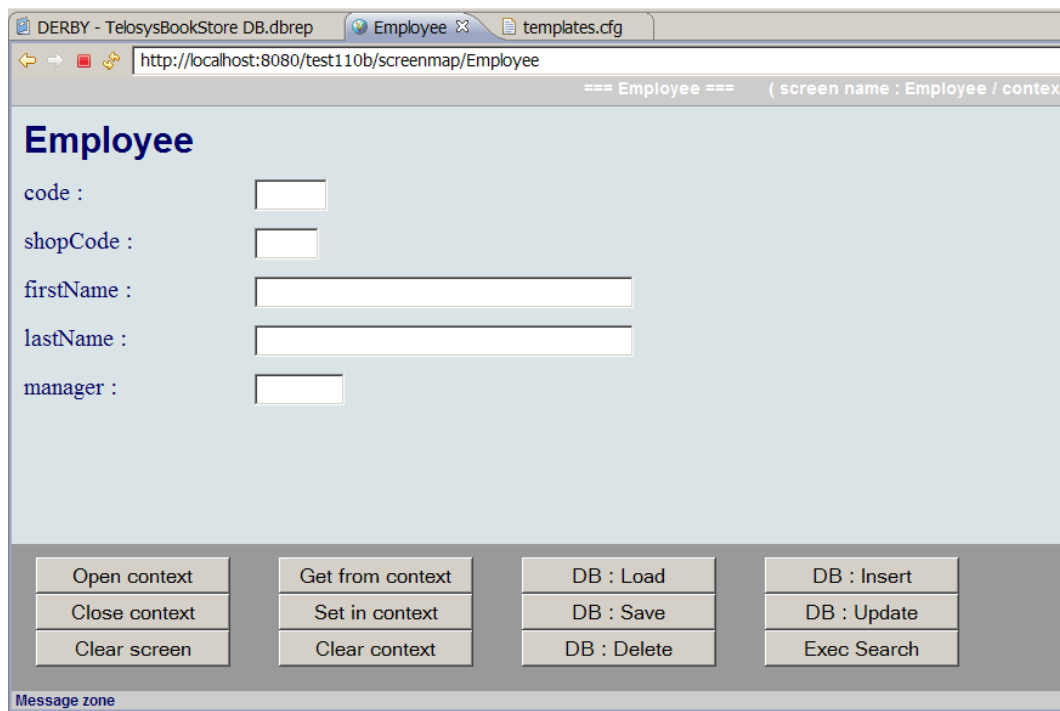 DERBY - TelosysBookStore DB.dbrep Employee templates.cfg
http://localhost:8080/test110b/screenmap/Employee
=== Employee === ( screen name : Employee / contex
Employee
code :
shopCode :
firstName :
lastName :
manager :
Open context Get from context DB : Load DB : Insert
Close context Set in context DB : Save DB : Update
Clear screen Clear context DB : Delete Exec Search
Message zone